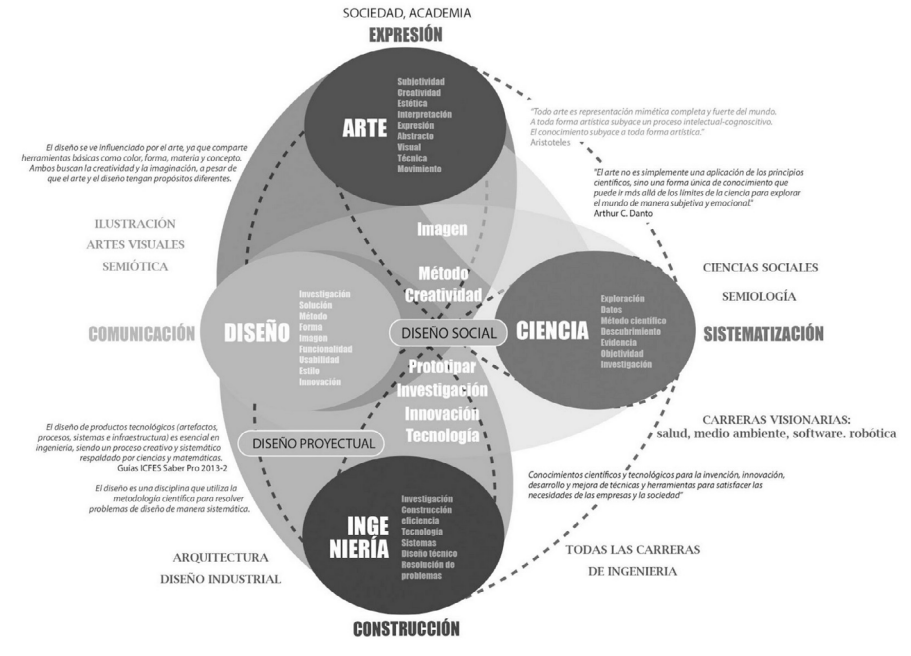 SOCIEDAD, ACADEMIA
EXPRESIÓN
ARTE
Subjetividad
Creatividad
Estética
Interpretación
Expresión
Abstracto
Visual
Técnica
Movimiento
"Todo arte es representación mimética completa y fuerte del mundo.
A toda forma artística subyace un proceso intelectual-cognoscitivo.
El conocimiento subyace a toda forma artística."
Aristoteles
El diseño se ve influenciado por el arte, ya que comparte
herramientas básicas como color, forma, materia y concepto.
Ambos buscan la creatividad y la imaginación, a pesar de
que el arte y el diseño tengan propósitos diferentes.
"El arte no es simplemente una aplicación de los principios
científicos, sino una forma única de conocimiento que
puede ir más allá de los límites de la ciencia para explorar
el mundo de manera subjetiva y emocional."
Arthur C. Danto
ILUSTRACIÓN
ARTES VISUALES
SEMIÓTICA
Imagen
Método
Creatividad
CIENCIAS SOCIALES
SEMIOLOGÍA
COMUNICACIÓN
DISEÑO
Investigación
Solución
Método
Forma
Imagen
Funcionalidad
Usabilidad
Estilo
Innovación
DISEÑO SOCIAL
CIENCIA
Exploración
Datos
Método científico
Descubrimiento
Evidencia
Objetividad
Investigación
SISTEMATIZACIÓN
Prototipar
Investigación
Innovación
Tecnología
DISEÑO PROYECTUAL
CARRERAS VISIONARIAS:
salud, medio ambiente, software. robótica
El diseño de productos tecnológicos (artefactos,
procesos, sistemas e infraestructura) es esencial en
ingeniería, siendo un proceso creativo y sistemático
respaldado por ciencias y matemáticas.
Guías ICFES Saber Pro 2013-2
El diseño es una disciplina que utiliza la
metodología científica para resolver
problemas de diseño de manera sistemática.
Conocimientos científicos y tecnológicos para la invención, innovación,
desarrollo y mejora de técnicas y herramientas para satisfacer las
necesidades de las empresas y la sociedad"
INGE
NIERÍA
Investigación
Construcción
eficiencia
Tecnología
Sistemas
Diseño técnico
Resolución de
problemas
ARQUITECTURA
DISEÑO INDUSTRIAL
TODAS LAS CARRERAS
DE INGENIERIA
CONSTRUCCIÓN